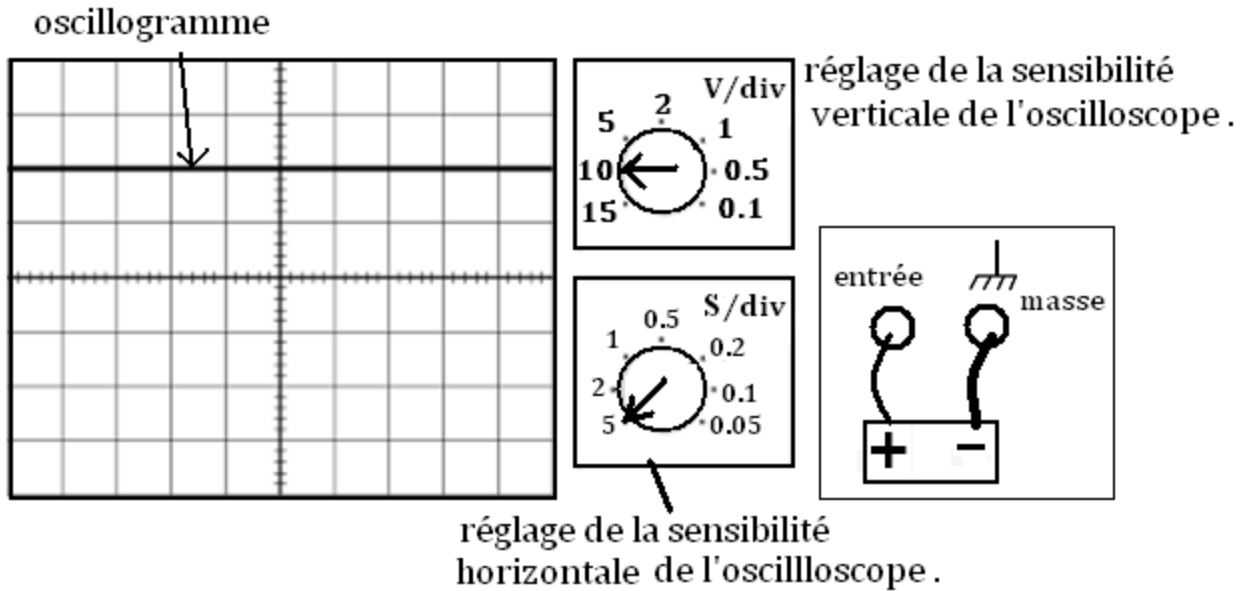 oscillogramme
V/div
2
5
1
10
0.5
15
0.1
réglage de la sensibilité
verticale de l'oscilloscope .
S/div
0.5
1
0.2
2
0.1
5
0.05
entrée
masse
+
−
réglage de la sensibilité
horizontale de l'oscillloscope .